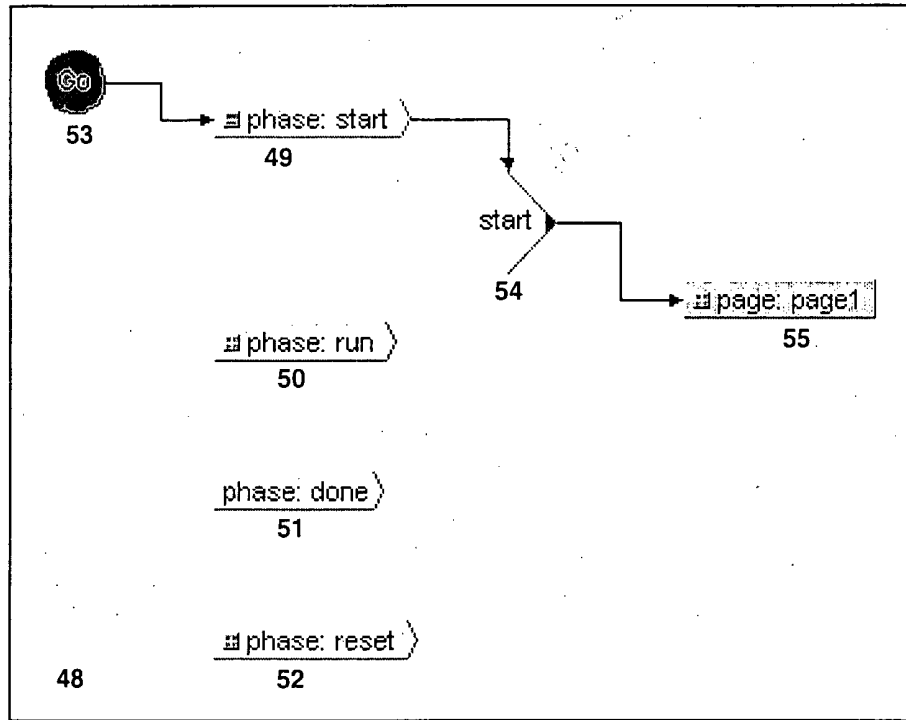 Go
53
phase: start
49
start
54
page: page1
55
phase: run
50
phase: done
51
phase: reset
52
48